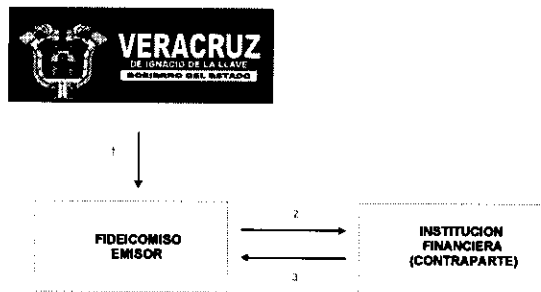 VERACRUZ
DE IGNACIO DE LA LLAVE
GOBIERNO DEL ESTADO
1
2
FIDEICOMISO
EMISOR
INSTITUCION
FINANCIERA
(CONTRAPARTE)
3